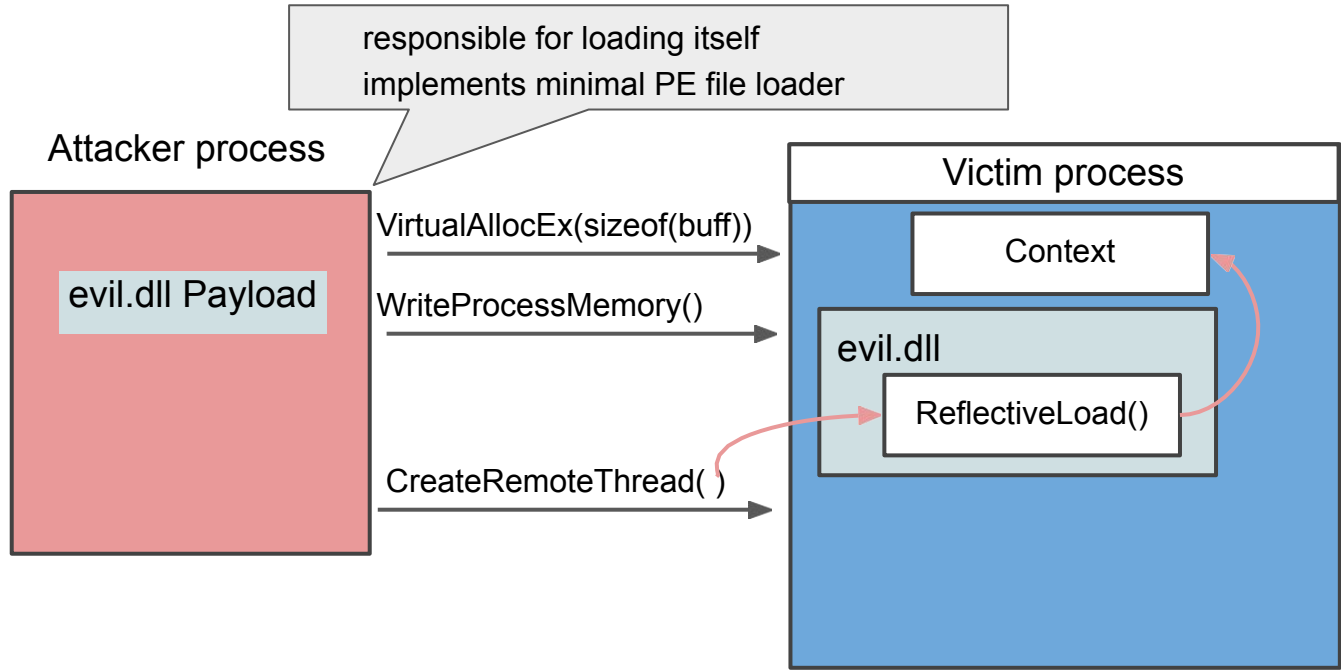 responsible for loading itself
implements minimal PE file loader
Attacker process
evil.dll Payload
VirtualAllocEx(sizeof(buff))
WriteProcessMemory()
CreateRemoteThread( )
Victim process
Context
evil.dll
ReflectiveLoad()